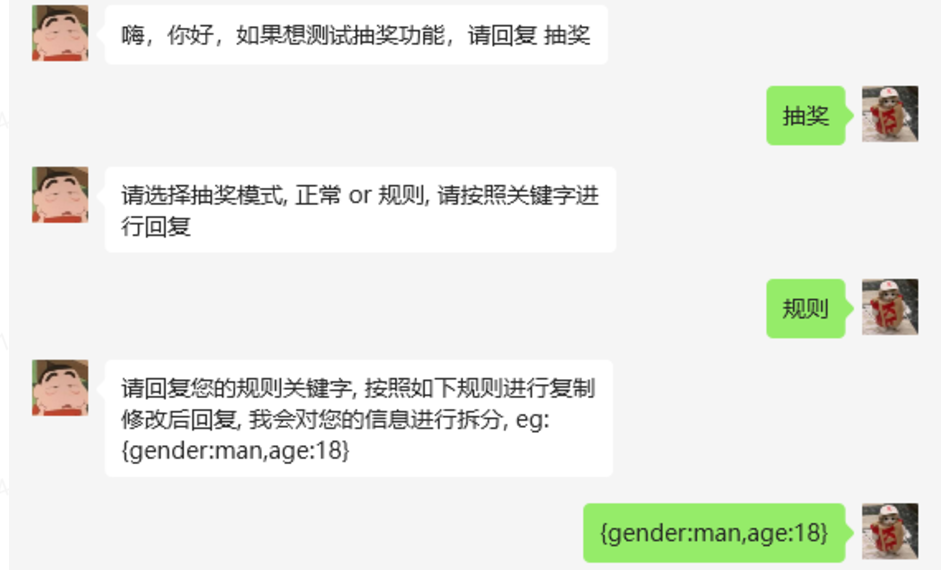 嗨，你好，如果想测试抽奖功能，请回复 抽奖
抽奖
请选择抽奖模式, 正常 or 规则, 请按照关键字进
行回复
规则
请回复您的规则关键字, 按照如下规则进行复制
修改后回复, 我会对您的信息进行拆分, eg:
{gender:man,age:18}
{gender:man,age:18}